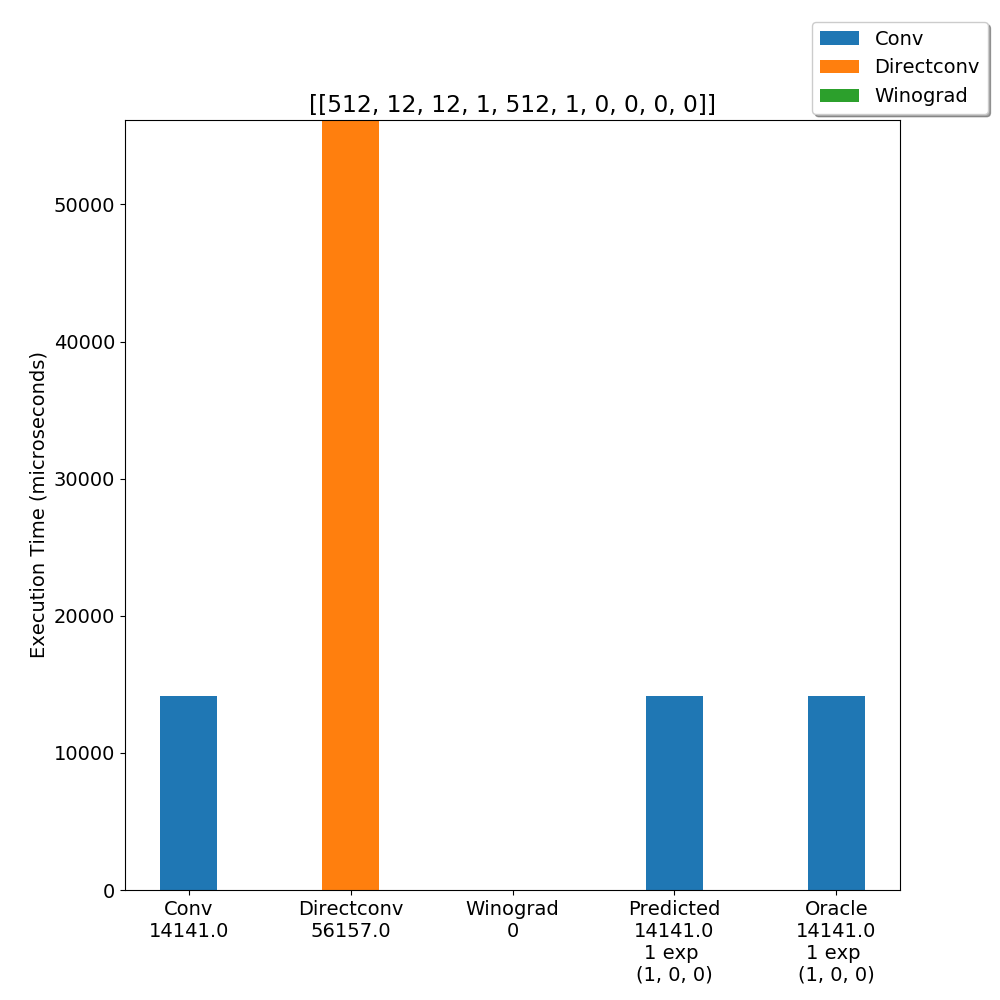 Conv
Directconv
Winograd
[[512, 12, 12, 1, 512, 1, 0, 0, 0, 0]]
Execution Time (microseconds)
50000
40000
30000
20000
10000
0
Conv
14141.0
Directconv
56157.0
Winograd
0
Predicted
14141.0
1 exp
(1, 0, 0)
Oracle
14141.0
1 exp
(1, 0, 0)